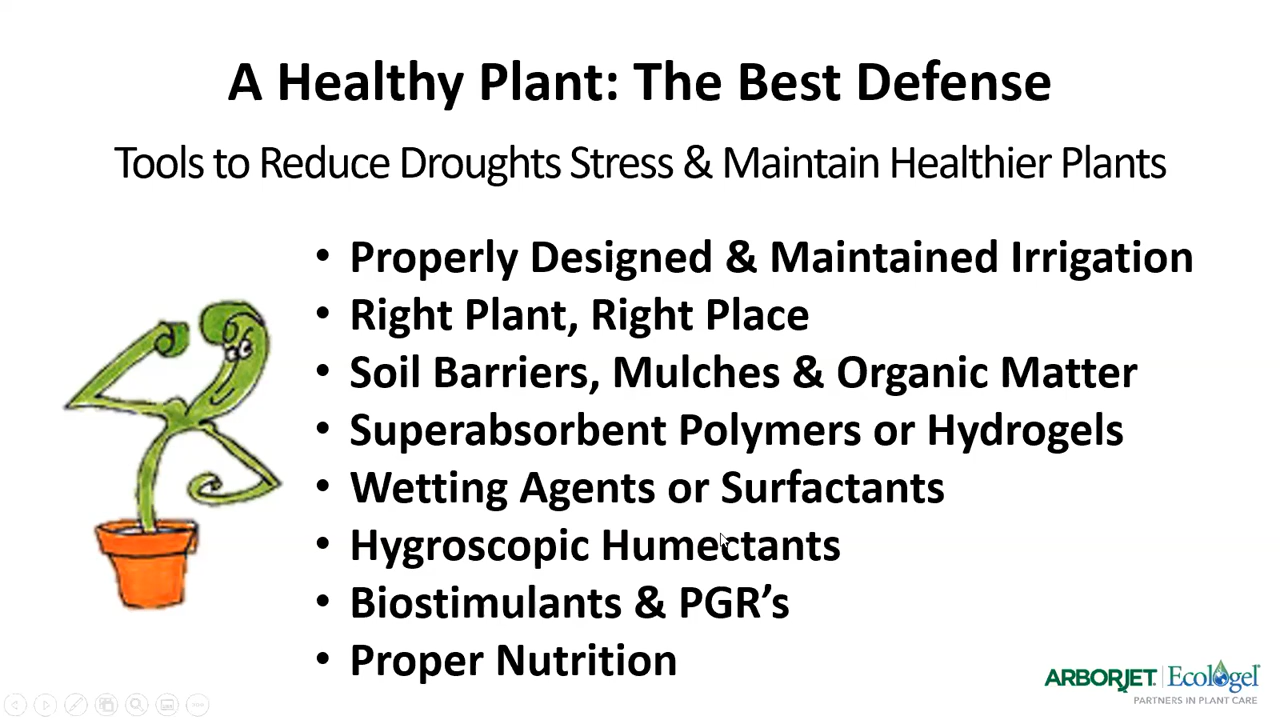 A Healthy Plant: The Best Defense
Tools to Reduce Droughts Stress & Maintain Healthier Plants
• Properly Designed & Maintained Irrigation
• Right Plant, Right Place
• Soil Barriers, Mulches & Organic Matter
• Superabsorbent Polymers or Hydrogels
• Wetting Agents or Surfactants
• Hygroscopic Humectants
• Biostimulants & PGR’s
• Proper Nutrition
ARBORJET | Ecologel
PARTNERS IN PLANT CARE